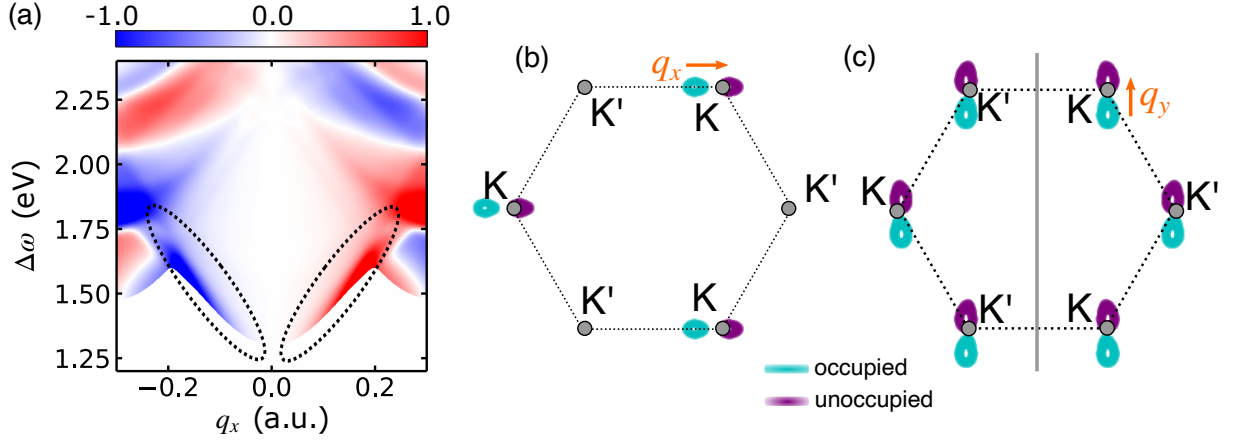 (a)
-1.0 0.0 1.0
2.25
2.00
1.75
1.50
1.25
Δω (eV)
−0.2 0.0 0.2
qx (a.u.)
(b)
qx
K' K
K K'
K' K
(c)
K' K
qy
K K'
K' K
occupied
unoccupied